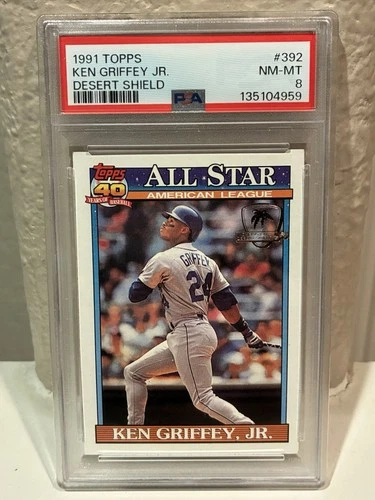 1991 TOPPS #392
KEN GRIFFEY JR. NM-MT
DESERT SHIELD 8
PSA 135104959
Topps
40
YEARS OF BASEBALL
ALL★STAR
AMERICAN LEAGUE
GRIFFEY
24
KEN GRIFFEY, JR.